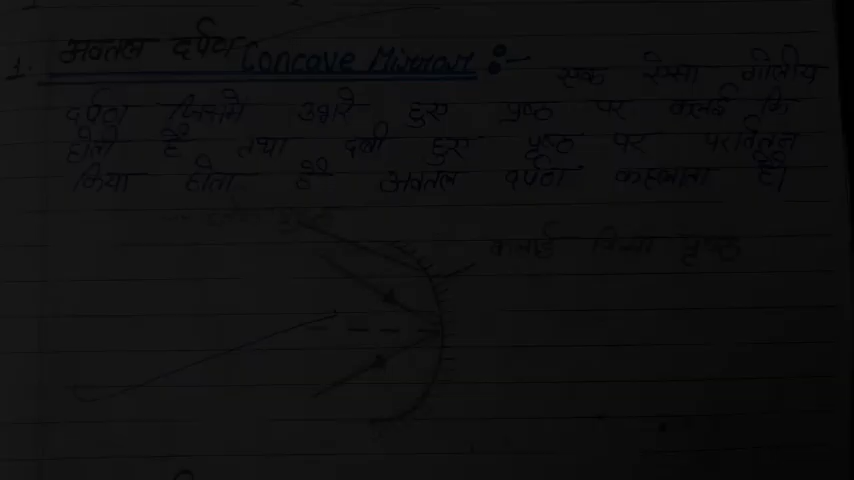 1. अवतल दर्पण Concave Mirror :-
एक ऐसा गोलीय
दर्पण जिसमे उभरे हुए पृष्ठ पर कलई कि
होती है तथा दबी हुए पृष्ठ पर परावर्तन
किया होता है अवतल दर्पण कहलाता है।
कलाई किया पृष्ठ